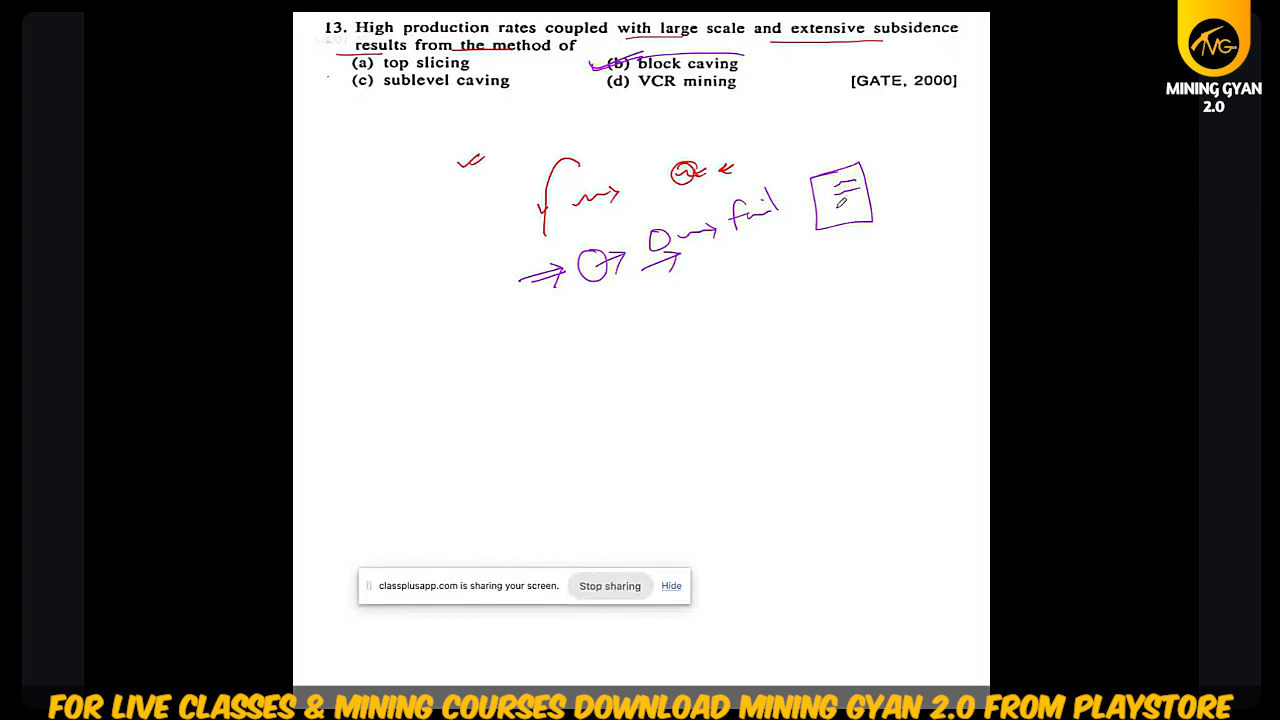 13. High production rates coupled with large scale and extensive subsidence
results from the method of
(a) top slicing
(b) block caving
(c) sublevel caving
(d) VCR mining
[GATE, 2000]
TVG
MINING GYAN
2.0
fail
classplusapp.com is sharing your screen.
Stop sharing
Hide
FOR LIVE CLASSES & MINING COURSES DOWNLOAD MINING GYAN 2.0 FROM PLAYSTORE